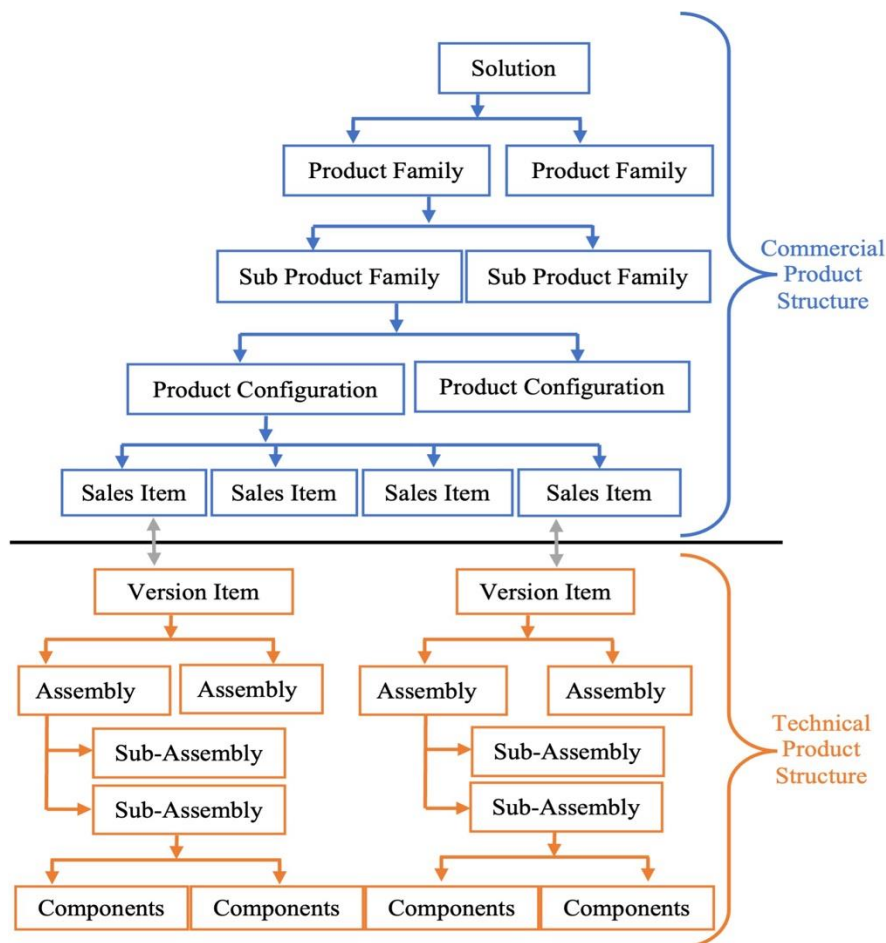 Solution
Product Family
Product Family
Sub Product Family
Sub Product Family
Product Configuration
Product Configuration
Sales Item
Sales Item
Sales Item
Sales Item
Commercial
Product
Structure
Version Item
Version Item
Assembly
Assembly
Assembly
Assembly
Sub-Assembly
Sub-Assembly
Sub-Assembly
Sub-Assembly
Components
Components
Components
Components
Technical
Product
Structure